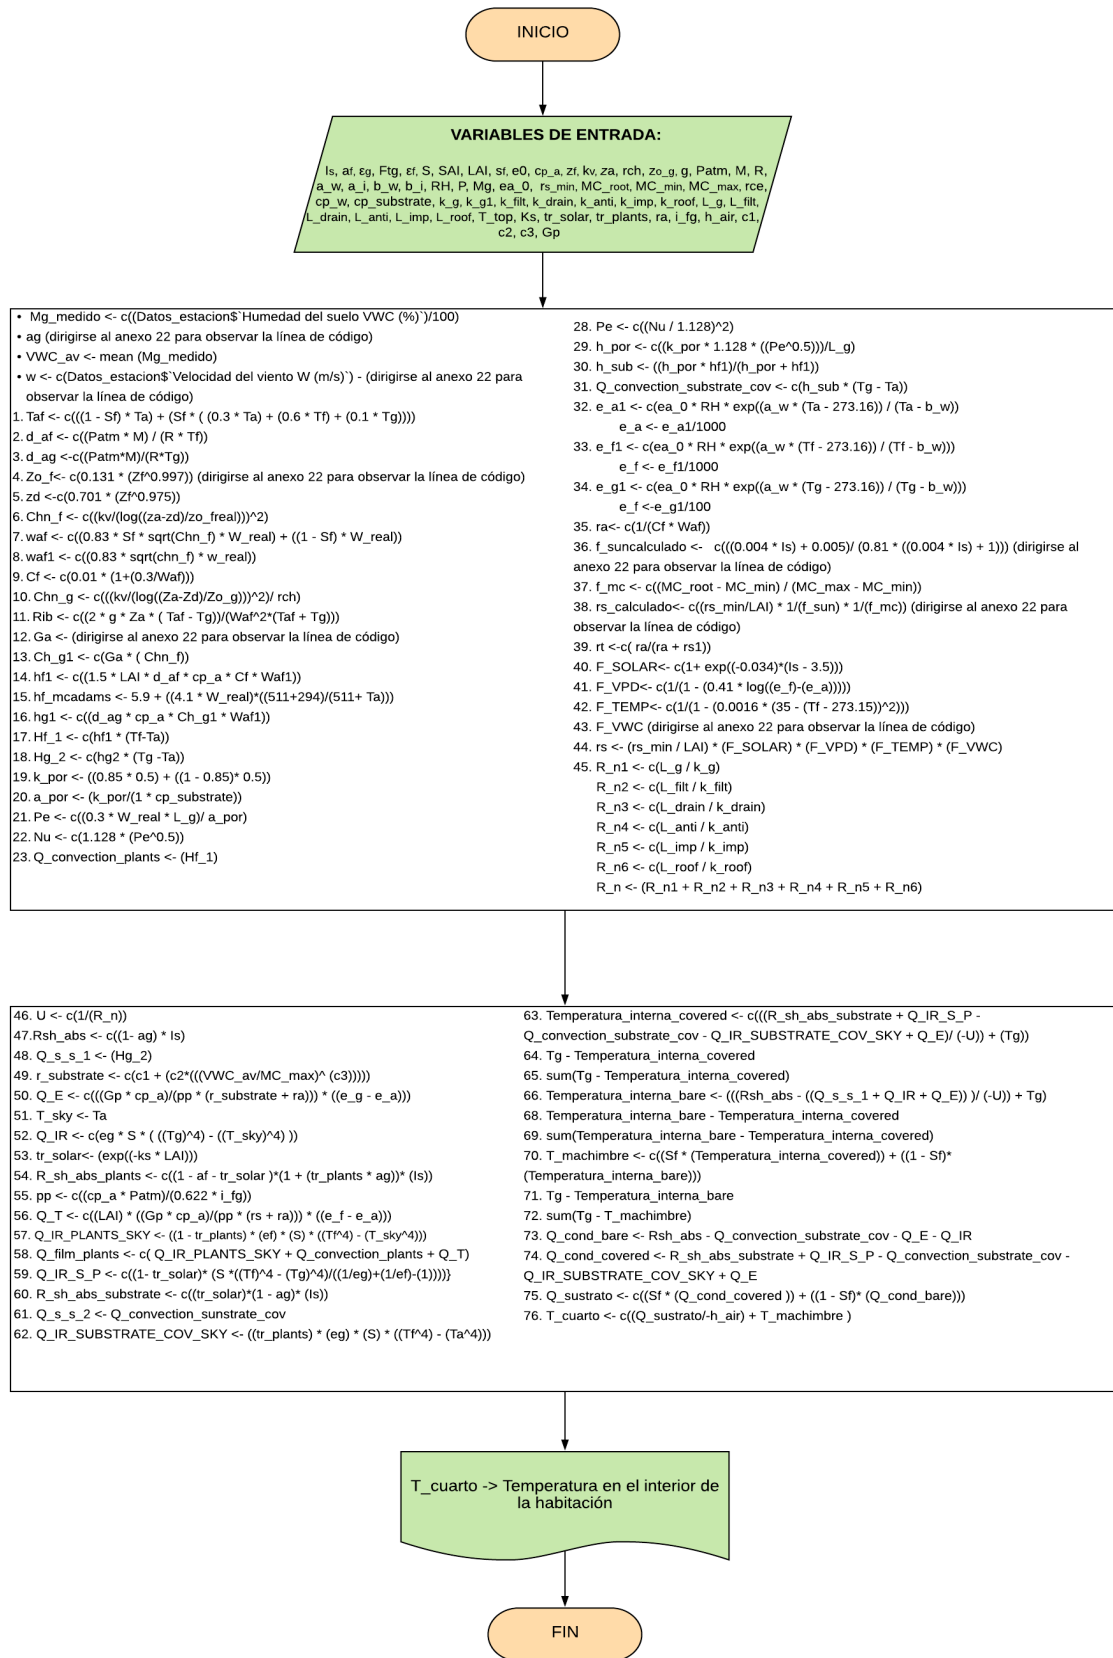 INICIO
VARIABLES DE ENTRADA:
Is, af, εg, Ftg, εf, S, SAI, LAI, sf, e0, cp_a, zf, kv, za, rch, zo_g, g, Patm, M, R,
a_w, a_i, b_w, b_i, RH, P, Mg, ea_0, rs_min, MC_root, MC_min, MC_max, rce,
cp_w, cp_substrate, k_g, k_g1, k_filt, k_drain, k_anti, k_imp, k_roof, L_g, L_filt,
L_drain, L_anti, L_imp, L_roof, T_top, Ks, tr_solar, tr_plants, ra, i_fg, h_air, c1,
c2, c3, Gp
• Mg_medido <- c((Datos_estacion$`Humedad del suelo VWC (%)`)/100)
• ag (dirigirse al anexo 22 para observar la línea de código)
• VWC_av <- mean (Mg_medido)
• w <- c(Datos_estacion$`Velocidad del viento W (m/s)`) - (dirigirse al anexo 22 para
observar la línea de código)
1. Taf <- c(((1 - Sf) * Ta) + (Sf * ( (0.3 * Ta) + (0.6 * Tf) + (0.1 * Tg))))
2. d_af <- c((Patm * M) / (R * Tf))
3. d_ag <-c((Patm*M)/(R*Tg))
4. Zo_f<- c(0.131 * (Zf^0.997)) (dirigirse al anexo 22 para observar la línea de código)
5. zd <-c(0.701 * (Zf^0.975))
6. Chn_f <- c((kv/(log((za-zd)/zo_freal)))^2)
7. waf <- c((0.83 * Sf * sqrt(Chn_f) * W_real) + ((1 - Sf) * W_real))
8. waf1 <- c((0.83 * sqrt(chn_f) * w_real))
9. Cf <- c(0.01 * (1+(0.3/Waf)))
10. Chn_g <- c(((kv/(log((Za-Zd)/Zo_g)))^2)/ rch)
11. Rib <- c((2 * g * Za * ( Taf - Tg))/(Waf^2*(Taf + Tg)))
12. Ga <- (dirigirse al anexo 22 para observar la línea de código)
13. Ch_g1 <- c(Ga * ( Chn_f))
14. hf1 <- c((1.5 * LAI * d_af * cp_a * Cf * Waf1))
15. hf_mcadams <- 5.9 + ((4.1 * W_real)*((511+294)/(511+ Ta)))
16. hg1 <- c((d_ag * cp_a * Ch_g1 * Waf1))
17. Hf_1 <- c(hf1 * (Tf-Ta))
18. Hg_2 <- c(hg2 * (Tg -Ta))
19. k_por <- ((0.85 * 0.5) + ((1 - 0.85)* 0.5))
20. a_por <- (k_por/(1 * cp_substrate))
21. Pe <- c((0.3 * W_real * L_g)/ a_por)
22. Nu <- c(1.128 * (Pe^0.5))
23. Q_convection_plants <- (Hf_1)
28. Pe <- c((Nu / 1.128)^2)
29. h_por <- c((k_por * 1.128 * ((Pe^0.5)))/L_g)
30. h_sub <- ((h_por * hf1)/(h_por + hf1))
31. Q_convection_substrate_cov <- c(h_sub * (Tg - Ta))
32. e_a1 <- c(ea_0 * RH * exp((a_w * (Ta - 273.16)) / (Ta - b_w))
e_a <- e_a1/1000
33. e_f1 <- c(ea_0 * RH * exp((a_w * (Tf - 273.16)) / (Tf - b_w)))
e_f <- e_f1/1000
34. e_g1 <- c(ea_0 * RH * exp((a_w * (Tg - 273.16)) / (Tg - b_w)))
e_f <-e_g1/100
35. ra<- c(1/(Cf * Waf))
36. f_suncalculado <- c(((0.004 * Is) + 0.005)/ (0.81 * ((0.004 * Is) + 1))) (dirigirse al
anexo 22 para observar la línea de código)
37. f_mc <- c((MC_root - MC_min) / (MC_max - MC_min))
38. rs_calculado<- c((rs_min/LAI) * 1/(f_sun) * 1/(f_mc)) (dirigirse al anexo 22 para
observar la línea de código)
39. rt <-c( ra/(ra + rs1))
40. F_SOLAR<- c(1+ exp((-0.034)*(Is - 3.5)))
41. F_VPD<- c(1/(1 - (0.41 * log((e_f)-(e_a)))))
42. F_TEMP<- c(1/(1 - (0.0016 * (35 - (Tf - 273.15))^2)))
43. F_VWC (dirigirse al anexo 22 para observar la línea de código)
44. rs <- (rs_min / LAI) * (F_SOLAR) * (F_VPD) * (F_TEMP) * (F_VWC)
45. R_n1 <- c(L_g / k_g)
R_n2 <- c(L_filt / k_filt)
R_n3 <- c(L_drain / k_drain)
R_n4 <- c(L_anti / k_anti)
R_n5 <- c(L_imp / k_imp)
R_n6 <- c(L_roof / k_roof)
R_n <- (R_n1 + R_n2 + R_n3 + R_n4 + R_n5 + R_n6)
46. U <- c(1/(R_n))
47.Rsh_abs <- c((1- ag) * Is)
48. Q_s_s_1 <- (Hg_2)
49. r_substrate <- c(c1 + (c2*(((VWC_av/MC_max)^ (c3)))))
50. Q_E <- c(((Gp * cp_a)/(pp * (r_substrate + ra))) * ((e_g - e_a)))
51. T_sky <- Ta
52. Q_IR <- c(eg * S * ( ((Tg)^4) - ((T_sky)^4) ))
53. tr_solar<- (exp((-ks * LAI)))
54. R_sh_abs_plants <- c((1 - af - tr_solar )*(1 + (tr_plants * ag))* (Is))
55. pp <- c((cp_a * Patm)/(0.622 * i_fg))
56. Q_T <- c((LAI) * ((Gp * cp_a)/(pp * (rs + ra))) * ((e_f - e_a)))
57. Q_IR_PLANTS_SKY <- ((1 - tr_plants) * (ef) * (S) * ((Tf^4) - (T_sky^4)))
58. Q_film_plants <- c( Q_IR_PLANTS_SKY + Q_convection_plants + Q_T)
59. Q_IR_S_P <- c((1- tr_solar)* (S *((Tf)^4 - (Tg)^4)/((1/eg)+(1/ef)-(1))))}
60. R_sh_abs_substrate <- c((tr_solar)*(1 - ag)* (Is))
61. Q_s_s_2 <- Q_convection_sunstrate_cov
62. Q_IR_SUBSTRATE_COV_SKY <- ((tr_plants) * (eg) * (S) * ((Tf^4) - (Ta^4)))
63. Temperatura_interna_covered <- c(((R_sh_abs_substrate + Q_IR_S_P -
Q_convection_substrate_cov - Q_IR_SUBSTRATE_COV_SKY + Q_E)/ (-U)) + (Tg))
64. Tg - Temperatura_interna_covered
65. sum(Tg - Temperatura_interna_covered)
66. Temperatura_interna_bare <- (((Rsh_abs - ((Q_s_s_1 + Q_IR + Q_E)) )/ (-U)) + Tg)
68. Temperatura_interna_bare - Temperatura_interna_covered
69. sum(Temperatura_interna_bare - Temperatura_interna_covered)
70. T_machimbre <- c((Sf * (Temperatura_interna_covered)) + ((1 - Sf)*
(Temperatura_interna_bare)))
71. Tg - Temperatura_interna_bare
72. sum(Tg - T_machimbre)
73. Q_cond_bare <- Rsh_abs - Q_convection_substrate_cov - Q_E - Q_IR
74. Q_cond_covered <- R_sh_abs_substrate + Q_IR_S_P - Q_convection_substrate_cov -
Q_IR_SUBSTRATE_COV_SKY + Q_E
75. Q_sustrato <- c((Sf * (Q_cond_covered )) + ((1 - Sf)* (Q_cond_bare)))
76. T_cuarto <- c((Q_sustrato/-h_air) + T_machimbre )
T_cuarto -> Temperatura en el interior de
la habitación
FIN